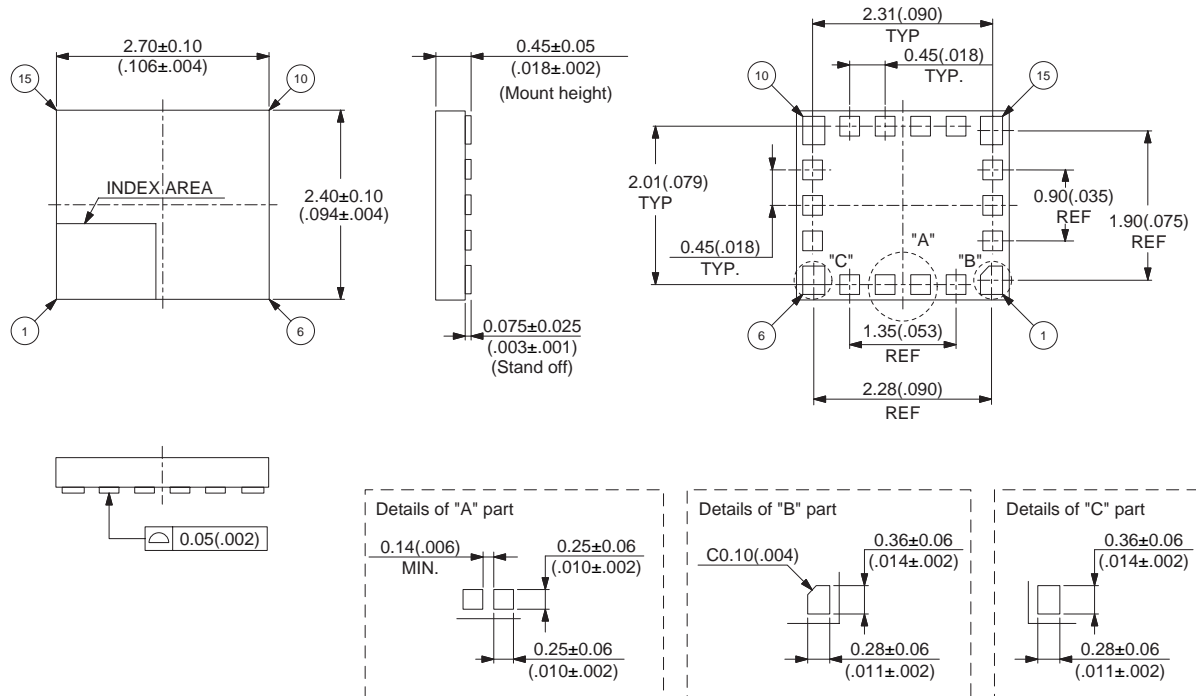 2.70±0.10
(.106±.004)
15
10
INDEX AREA
2.40±0.10
(.094±.004)
1
6
0.45±0.05
(.018±.002)
(Mount height)
0.075±0.025
(.003±.001)
(Stand off)
2.31(.090)
TYP
0.45(.018)
TYP.
10
15
2.01(.079)
TYP
0.45(.018)
TYP.
0.90(.035)
REF
1.90(.075)
REF
"C"
"A"
"B"
6
1
1.35(.053)
REF
2.28(.090)
REF
0.05(.002)
Details of "A" part
0.14(.006)
MIN.
0.25±0.06
(.010±.002)
0.25±0.06
(.010±.002)
Details of "B" part
C0.10(.004)
0.36±0.06
(.014±.002)
0.28±0.06
(.011±.002)
Details of "C" part
0.36±0.06
(.014±.002)
0.28±0.06
(.011±.002)